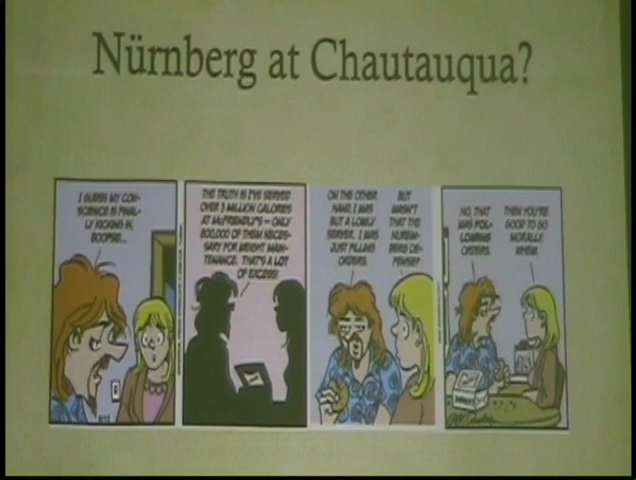 Nürnberg at Chautauqua?
I GUESS MY CON-
SCIENCE IS FINAL-
LY KICKING IN,
BOOPSIE...
THE TRUTH IS I'VE SERVED
OVER 3 MILLION CALORIES
AT McFRIENDLY'S — ONLY
800,000 OF THEM NECES-
SARY FOR WEIGHT MAIN-
TENANCE. THAT'S A LOT
OF EXCESS!
ON THE OTHER
HAND, I WAS
BUT A LOWLY
SERVER. I WAS
JUST FILLING
ORDERS.
BUT
WASN'T
THAT THE
NUREM-
BERG DE-
FENSE?
NO, THAT
WAS FOL-
LOWING
ORDERS.
THEN YOU'RE
GOOD TO GO
MORALLY.